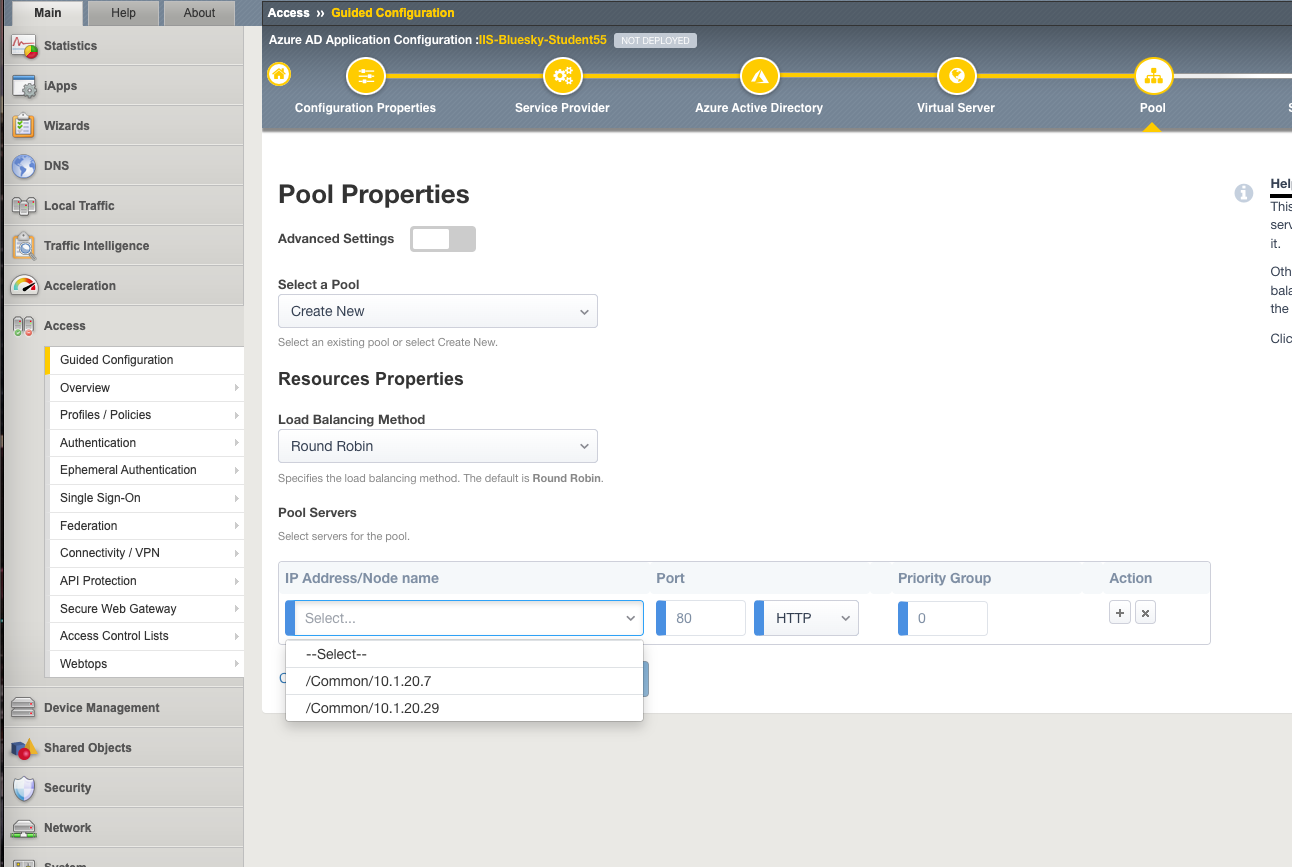 Main Help About
Access » Guided Configuration
Azure AD Application Configuration :IIS-Bluesky-Student55 NOT DEPLOYED
Configuration Properties
Service Provider
Azure Active Directory
Virtual Server
Pool
Statistics
iApps
Wizards
DNS
Local Traffic
Traffic Intelligence
Acceleration
Access
Guided Configuration
Overview
Profiles / Policies
Authentication
Ephemeral Authentication
Single Sign-On
Federation
Connectivity / VPN
API Protection
Secure Web Gateway
Access Control Lists
Webtops
Device Management
Shared Objects
Security
Network
System
Pool Properties
Advanced Settings
Select a Pool
Create New
Select an existing pool or select Create New.
Resources Properties
Load Balancing Method
Round Robin
Specifies the load balancing method. The default is Round Robin.
Pool Servers
Select servers for the pool.
IP Address/Node name Port Priority Group Action
Select... 80 HTTP 0
--Select--
/Common/10.1.20.7
/Common/10.1.20.29
Hel
This
serv
it.
Oth
bala
the
Clic